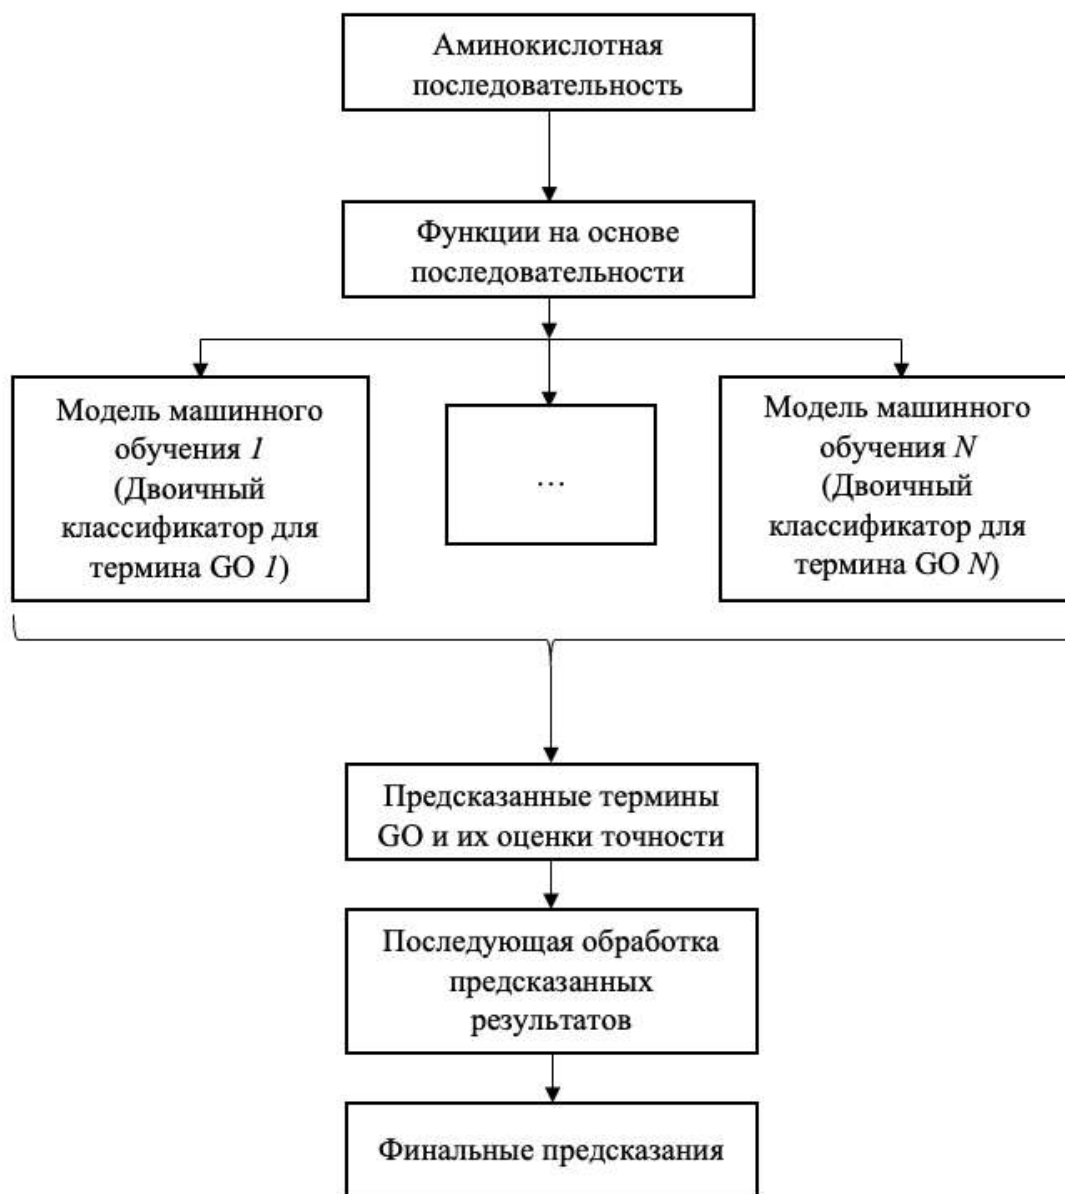 Аминокислотная
последовательность
Функции на основе
последовательности
Модель машинного
обучения 1
(Двоичный
классификатор для
термина GO 1)
…
Модель машинного
обучения N
(Двоичный
классификатор для
термина GO N)
Предсказанные термины
GO и их оценки точности
Последующая обработка
предсказанных
результатов
Финальные предсказания